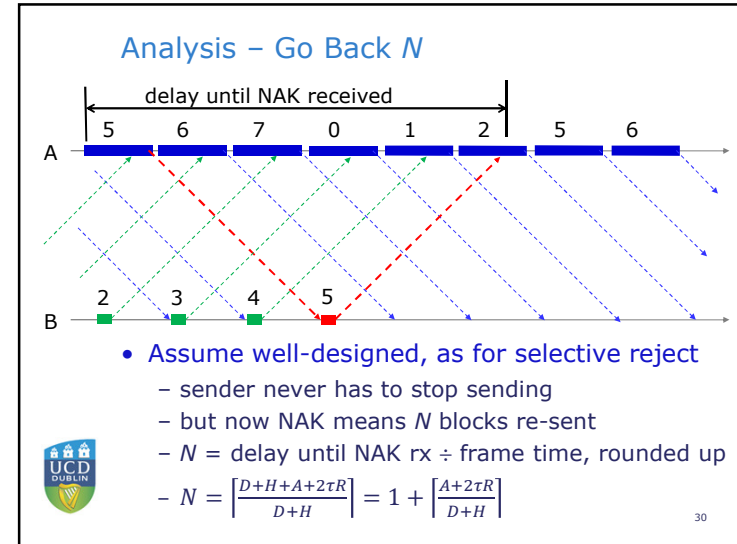 Analysis – Go Back N
delay until NAK received
5 6 7 0 1 2 5 6
A
2 3 4 5
B
• Assume well-designed, as for selective reject
– sender never has to stop sending
– but now NAK means N blocks re-sent
– N = delay until NAK rx ÷ frame time, rounded up
– N = ⌈(D+H+A+2τR)/(D+H)⌉ = 1 + ⌈(A+2τR)/(D+H)⌉
UCD
DUBLIN
30